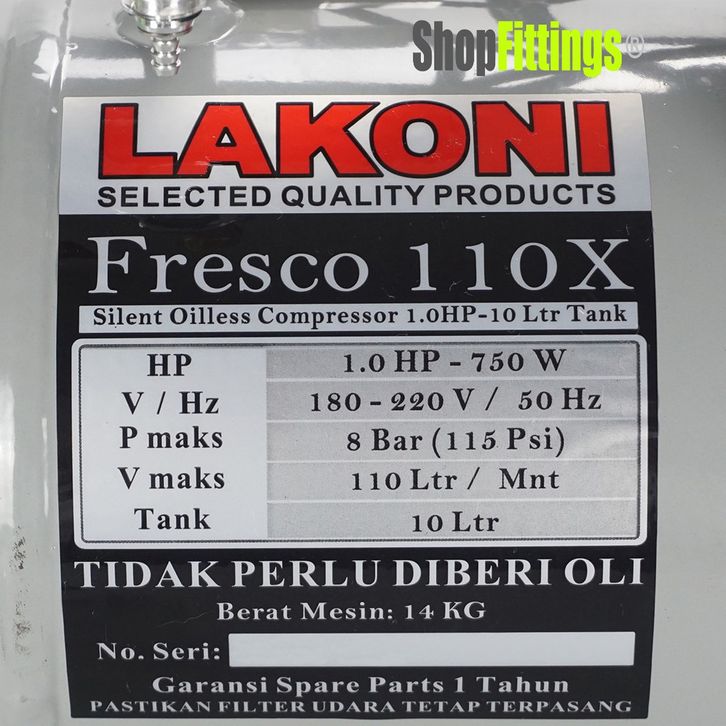 ShopFittings®
LAKONI
SELECTED QUALITY PRODUCTS
Fresco 110X
Silent Oilless Compressor 1.0HP-10 Ltr Tank
HP 1.0 HP - 750 W
V / Hz 180 - 220 V / 50 Hz
P maks 8 Bar (115 Psi)
V maks 110 Ltr / Mnt
Tank 10 Ltr
TIDAK PERLU DIBERI OLI
Berat Mesin: 14 KG
No. Seri:
Garansi Spare Parts 1 Tahun
PASTIKAN FILTER UDARA TETAP TERPASANG